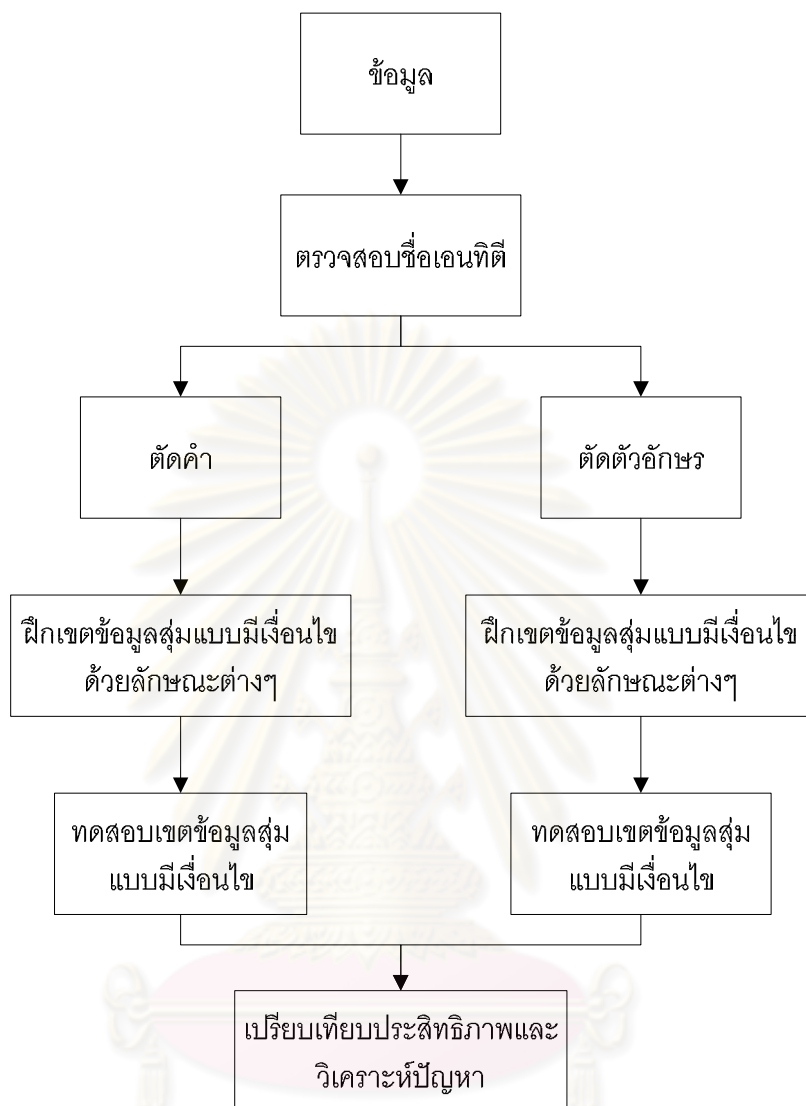 ข้อมูล
ตรวจสอบชื่อเอนทิตี
ตัดคำ
ตัดตัวอักษร
ฝึกเขตข้อมูลสุ่มแบบมีเงื่อนไข
ด้วยลักษณะต่างๆ
ฝึกเขตข้อมูลสุ่มแบบมีเงื่อนไข
ด้วยลักษณะต่างๆ
ทดสอบเขตข้อมูลสุ่ม
แบบมีเงื่อนไข
ทดสอบเขตข้อมูลสุ่ม
แบบมีเงื่อนไข
เปรียบเทียบประสิทธิภาพและ
วิเคราะห์ปัญหา